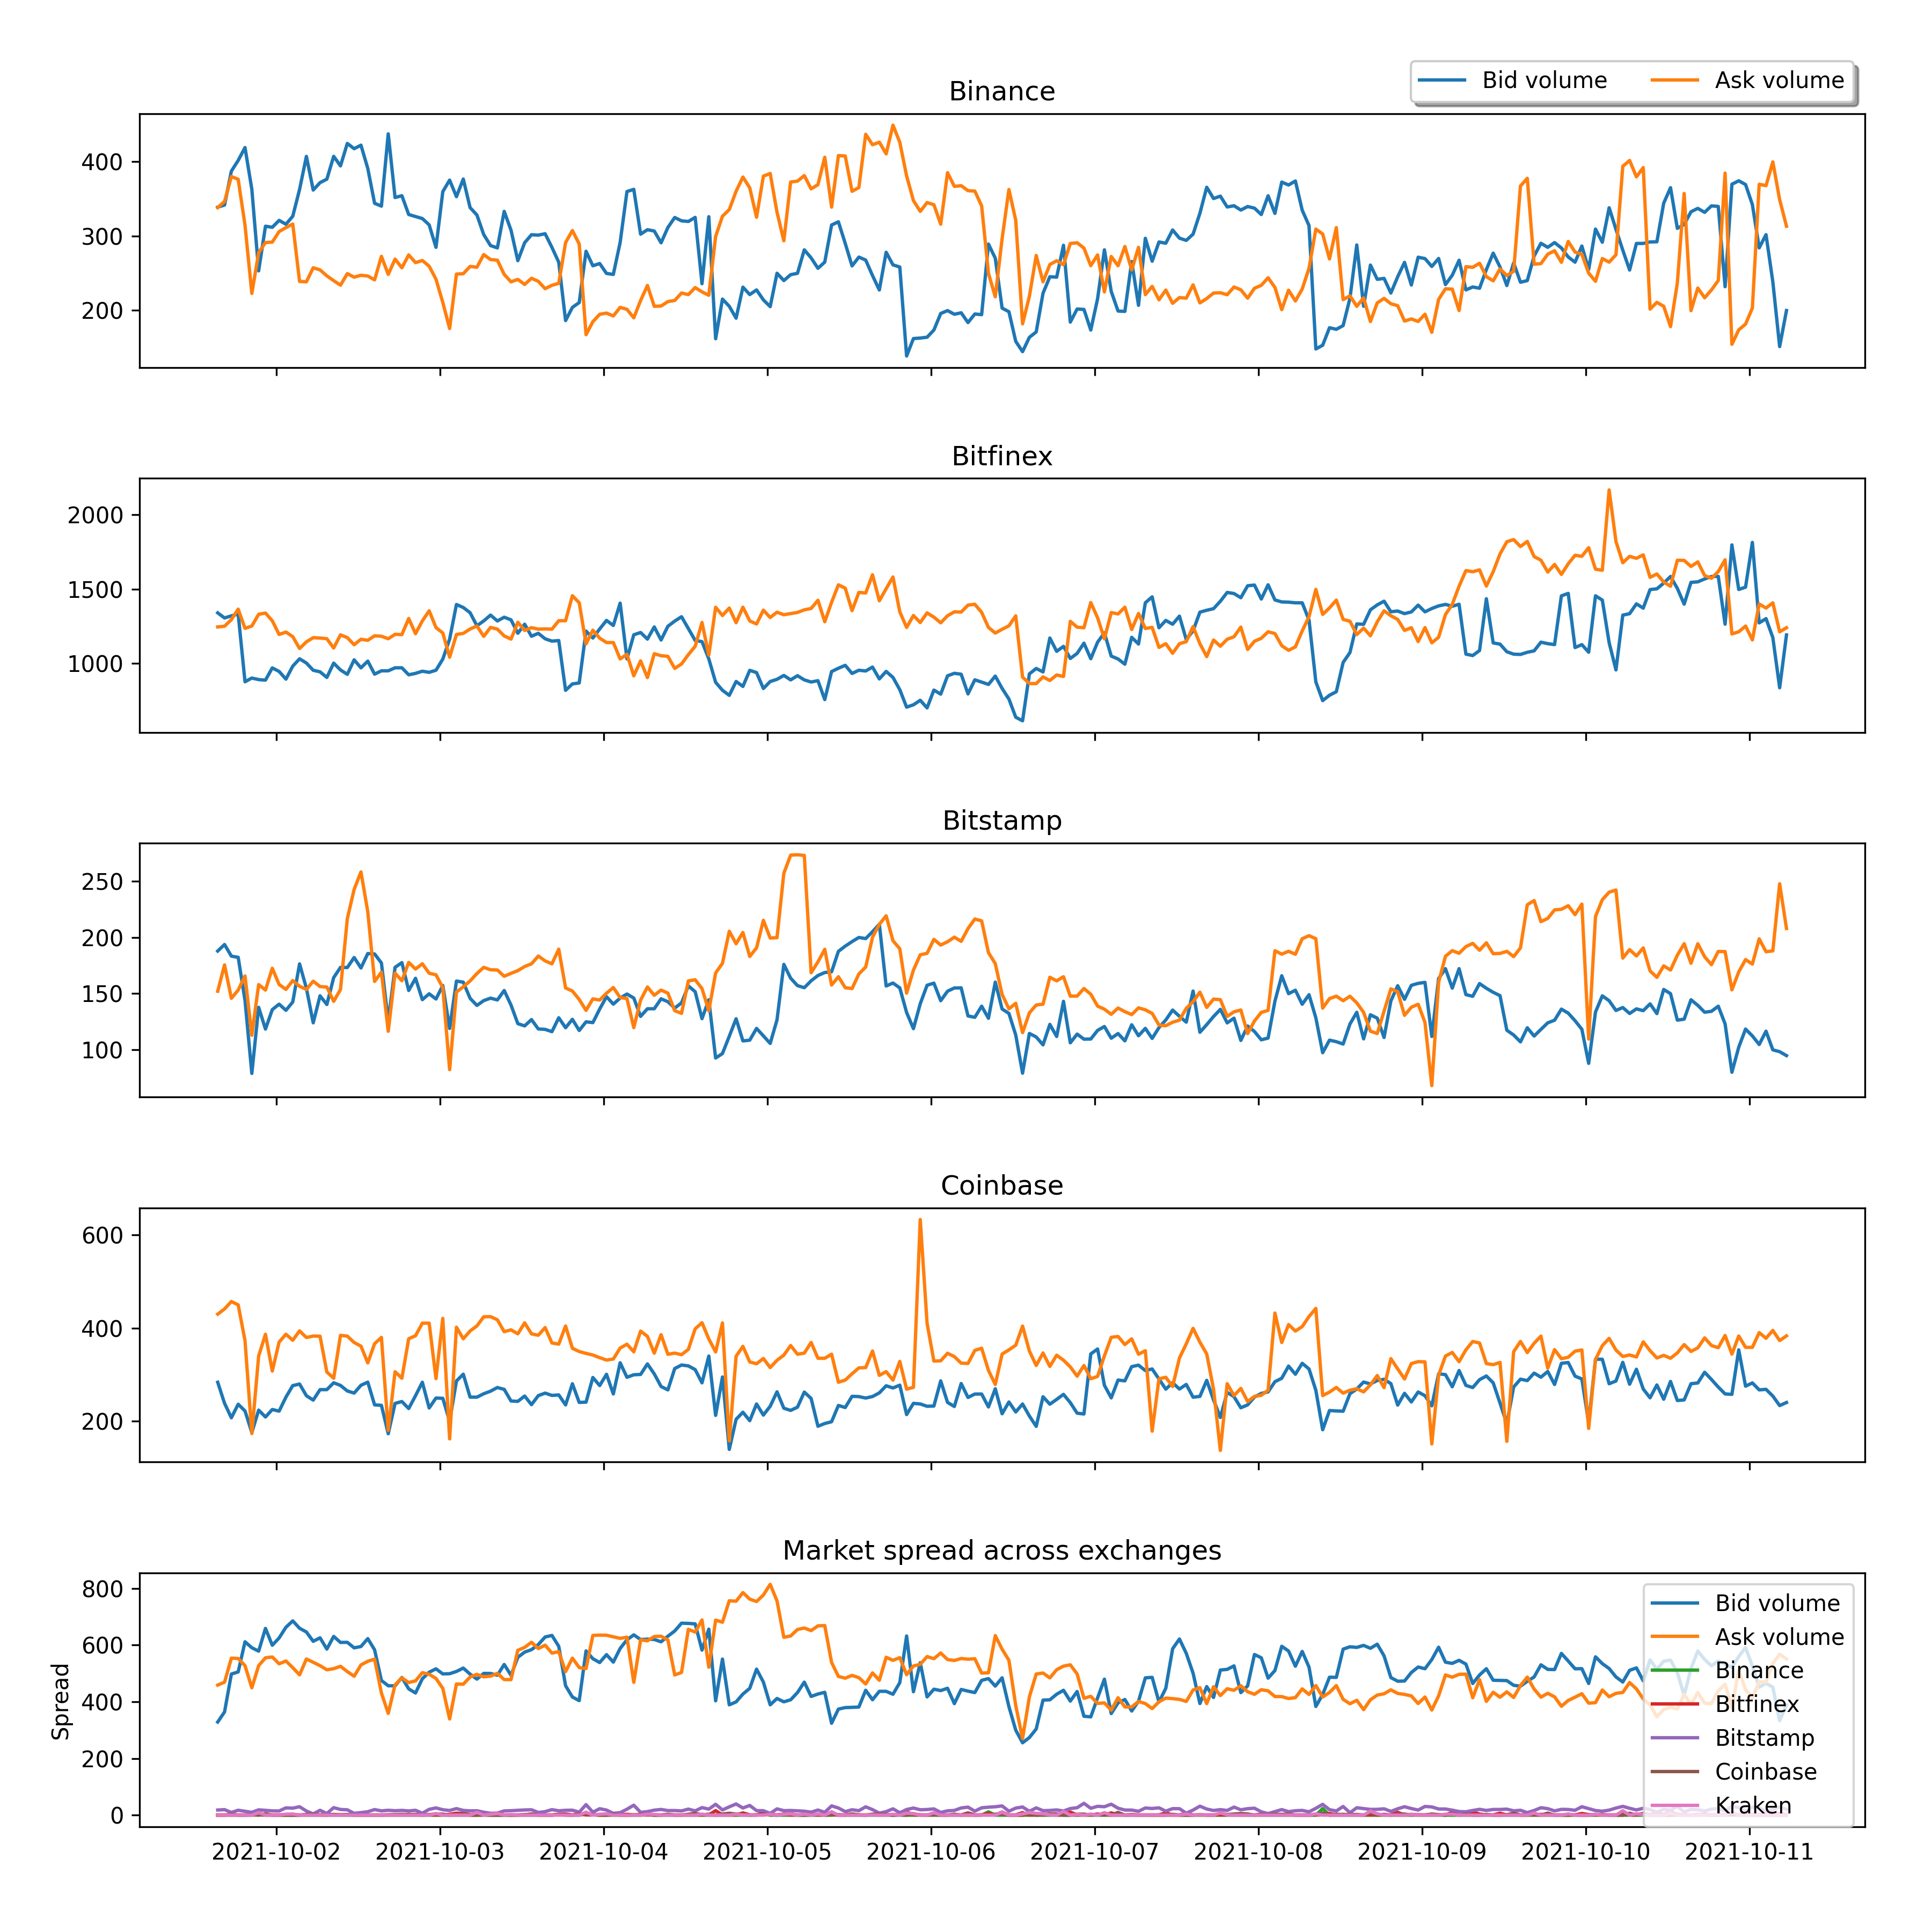 Bid volume Ask volume
Binance
400
300
200
Bitfinex
2000
1500
1000
Bitstamp
250
200
150
100
Coinbase
600
400
200
Market spread across exchanges
Spread
800
600
400
200
0
Bid volume
Ask volume
Binance
Bitfinex
Bitstamp
Coinbase
Kraken
2021-10-02 2021-10-03 2021-10-04 2021-10-05 2021-10-06 2021-10-07 2021-10-08 2021-10-09 2021-10-10 2021-10-11